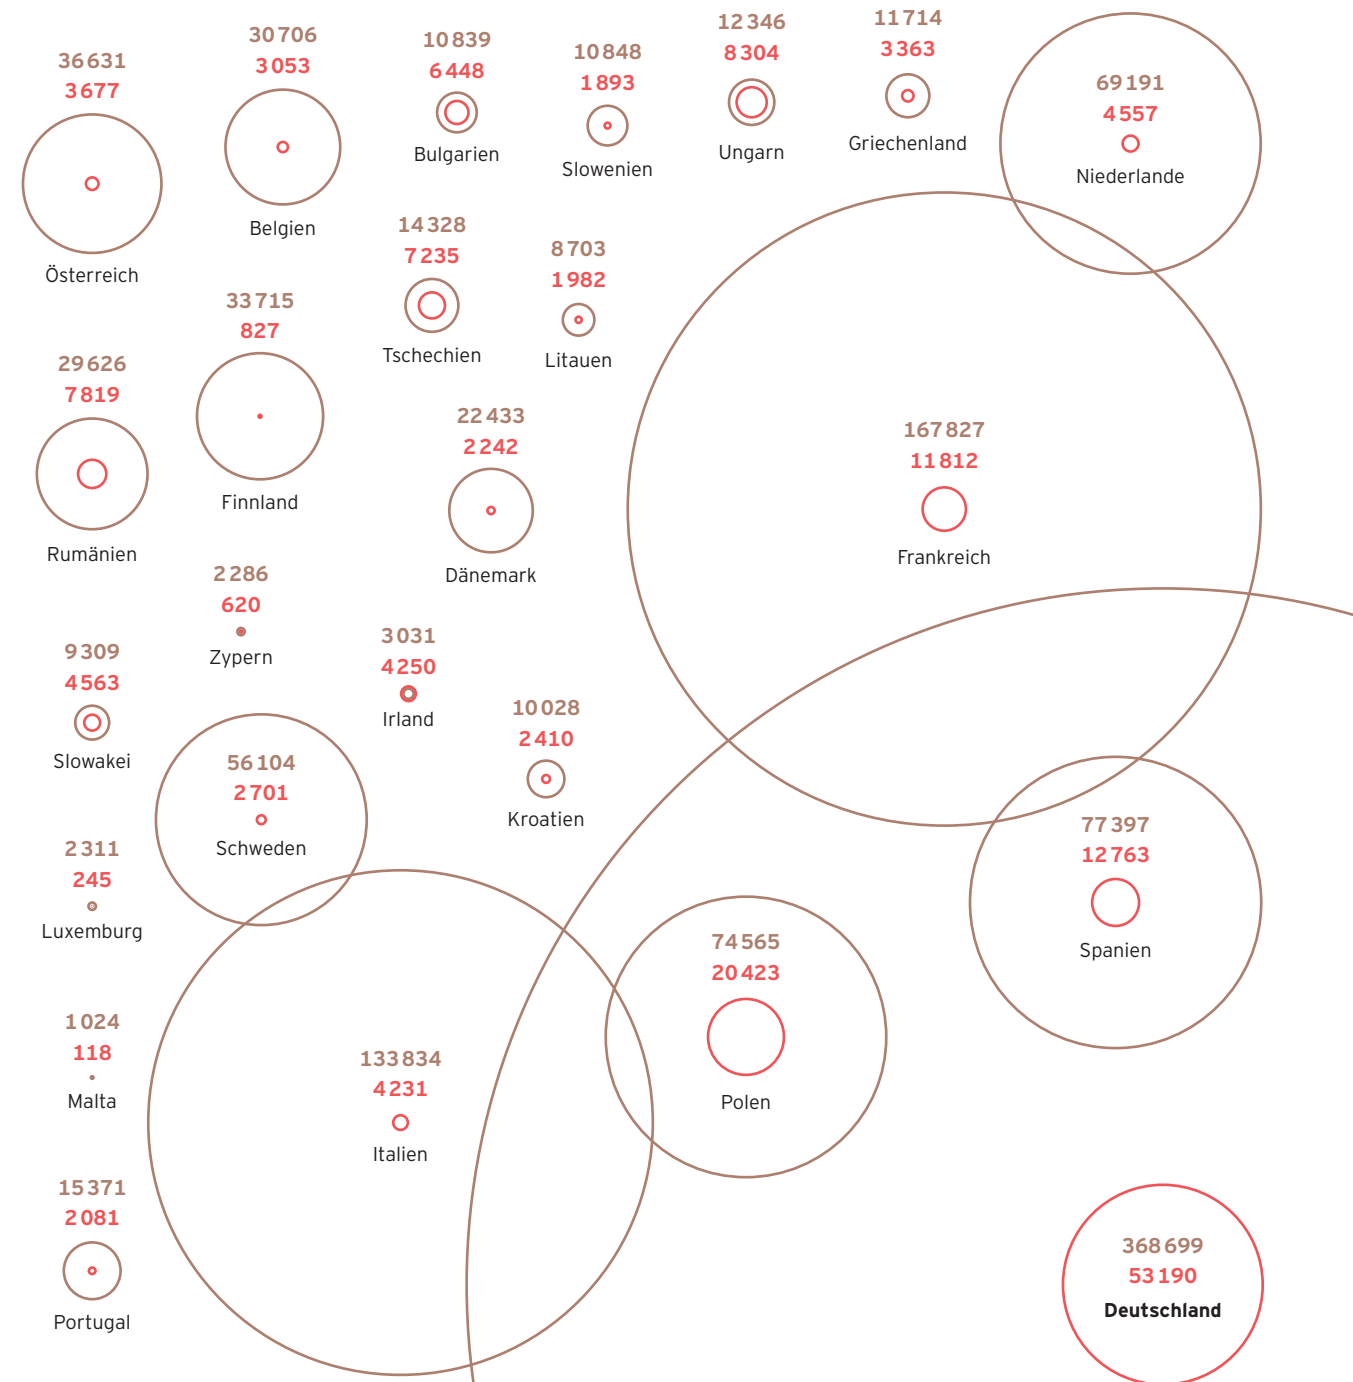 36 631
3 677
Österreich
30 706
3 053
Belgien
10 839
6 448
Bulgarien
10 848
1 893
Slowenien
12 346
8 304
Ungarn
11 714
3 363
Griechenland
69 191
4 557
Niederlande
14 328
7 235
Tschechien
8 703
1 982
Litauen
33 715
827
Finnland
29 626
7 819
Rumänien
22 433
2 242
Dänemark
167 827
11 812
Frankreich
2 286
620
Zypern
9 309
4 563
Slowakei
3 031
4 250
Irland
10 028
2 410
Kroatien
56 104
2 701
Schweden
2 311
245
Luxemburg
77 397
12 763
Spanien
74 565
20 423
Polen
1 024
118
Malta
133 834
4 231
Italien
15 371
2 081
Portugal
368 699
53 190
Deutschland